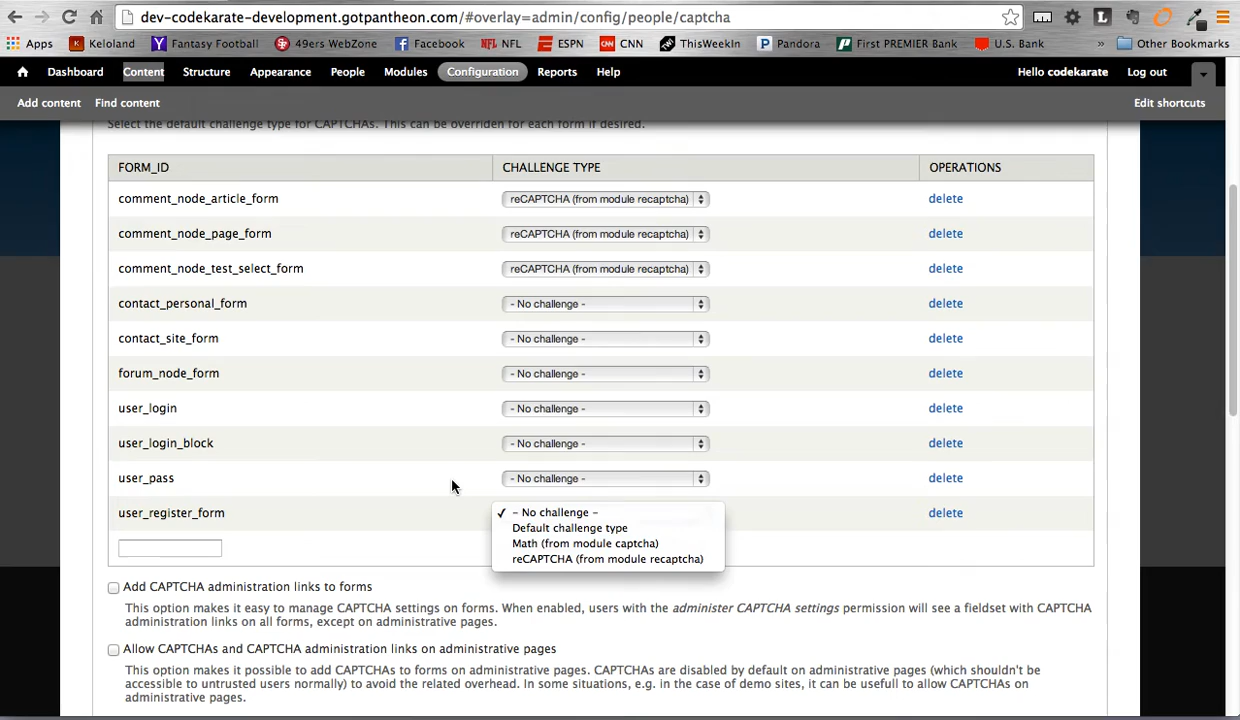 dev-codekarate-development.gotpantheon.com/#overlay=admin/config/people/captcha
Apps Keloland Fantasy Football 49ers WebZone Facebook NFL ESPN CNN ThisWeekIn Pandora First PREMIER Bank U.S. Bank » Other Bookmarks
Dashboard Content Structure Appearance People Modules Configuration Reports Help Hello codekarate Log out
Add content Find content Edit shortcuts
Select the default challenge type for CAPTCHAs. This can be overriden for each form if desired.
FORM_ID CHALLENGE TYPE OPERATIONS
comment_node_article_form reCAPTCHA (from module recaptcha) delete
comment_node_page_form reCAPTCHA (from module recaptcha) delete
comment_node_test_select_form reCAPTCHA (from module recaptcha) delete
contact_personal_form - No challenge - delete
contact_site_form - No challenge - delete
forum_node_form - No challenge - delete
user_login - No challenge - delete
user_login_block - No challenge - delete
user_pass - No challenge - delete
user_register_form ✓ - No challenge - delete
Default challenge type
Math (from module captcha)
reCAPTCHA (from module recaptcha)
Add CAPTCHA administration links to forms
This option makes it easy to manage CAPTCHA settings on forms. When enabled, users with the administer CAPTCHA settings permission will see a fieldset with CAPTCHA
administration links on all forms, except on administrative pages.
Allow CAPTCHAs and CAPTCHA administration links on administrative pages
This option makes it possible to add CAPTCHAs to forms on administrative pages. CAPTCHAs are disabled by default on administrative pages (which shouldn't be
accessible to untrusted users normally) to avoid the related overhead. In some situations, e.g. in the case of demo sites, it can be usefull to allow CAPTCHAs on
administrative pages.